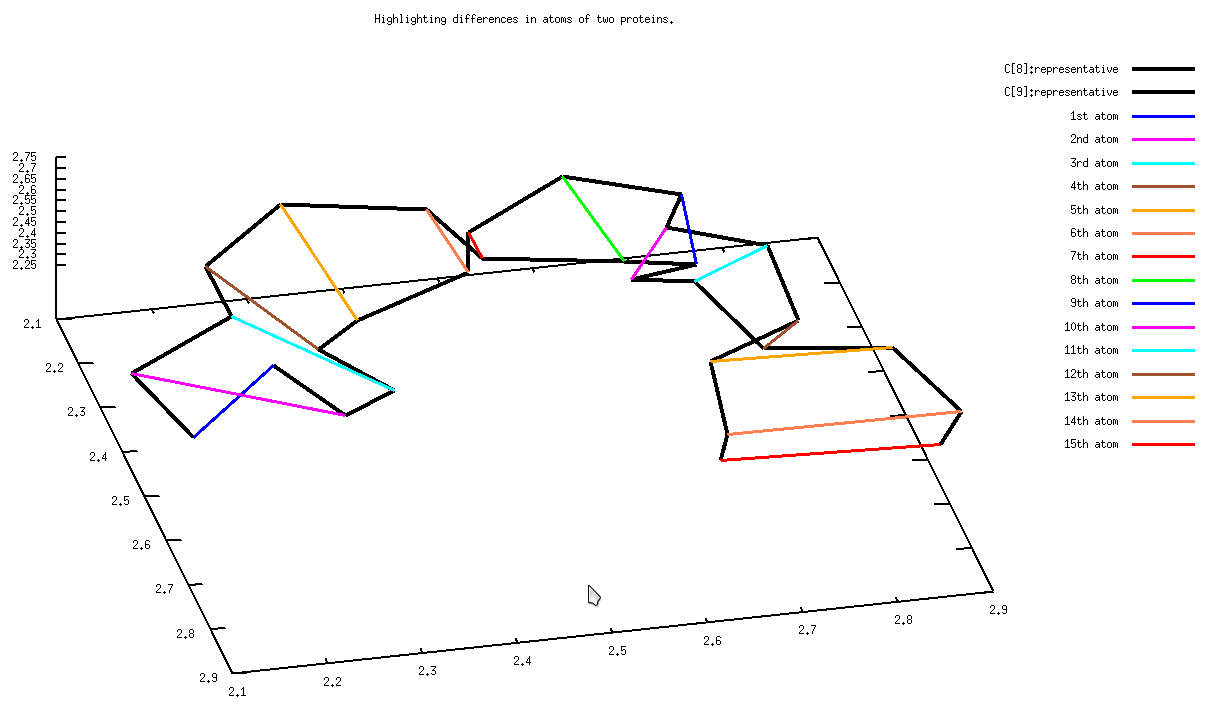 Highlighting differences in atoms of two proteins.
C[8]:representative
C[9]:representative
1st atom
2nd atom
3rd atom
4th atom
5th atom
6th atom
7th atom
8th atom
9th atom
10th atom
11th atom
12th atom
13th atom
14th atom
15th atom
2.75
2.7
2.65
2.6
2.55
2.5
2.45
2.4
2.35
2.3
2.25
2.1
2.2
2.3
2.4
2.5
2.6
2.7
2.8
2.9
2.1
2.2
2.3
2.4
2.5
2.6
2.7
2.8
2.9